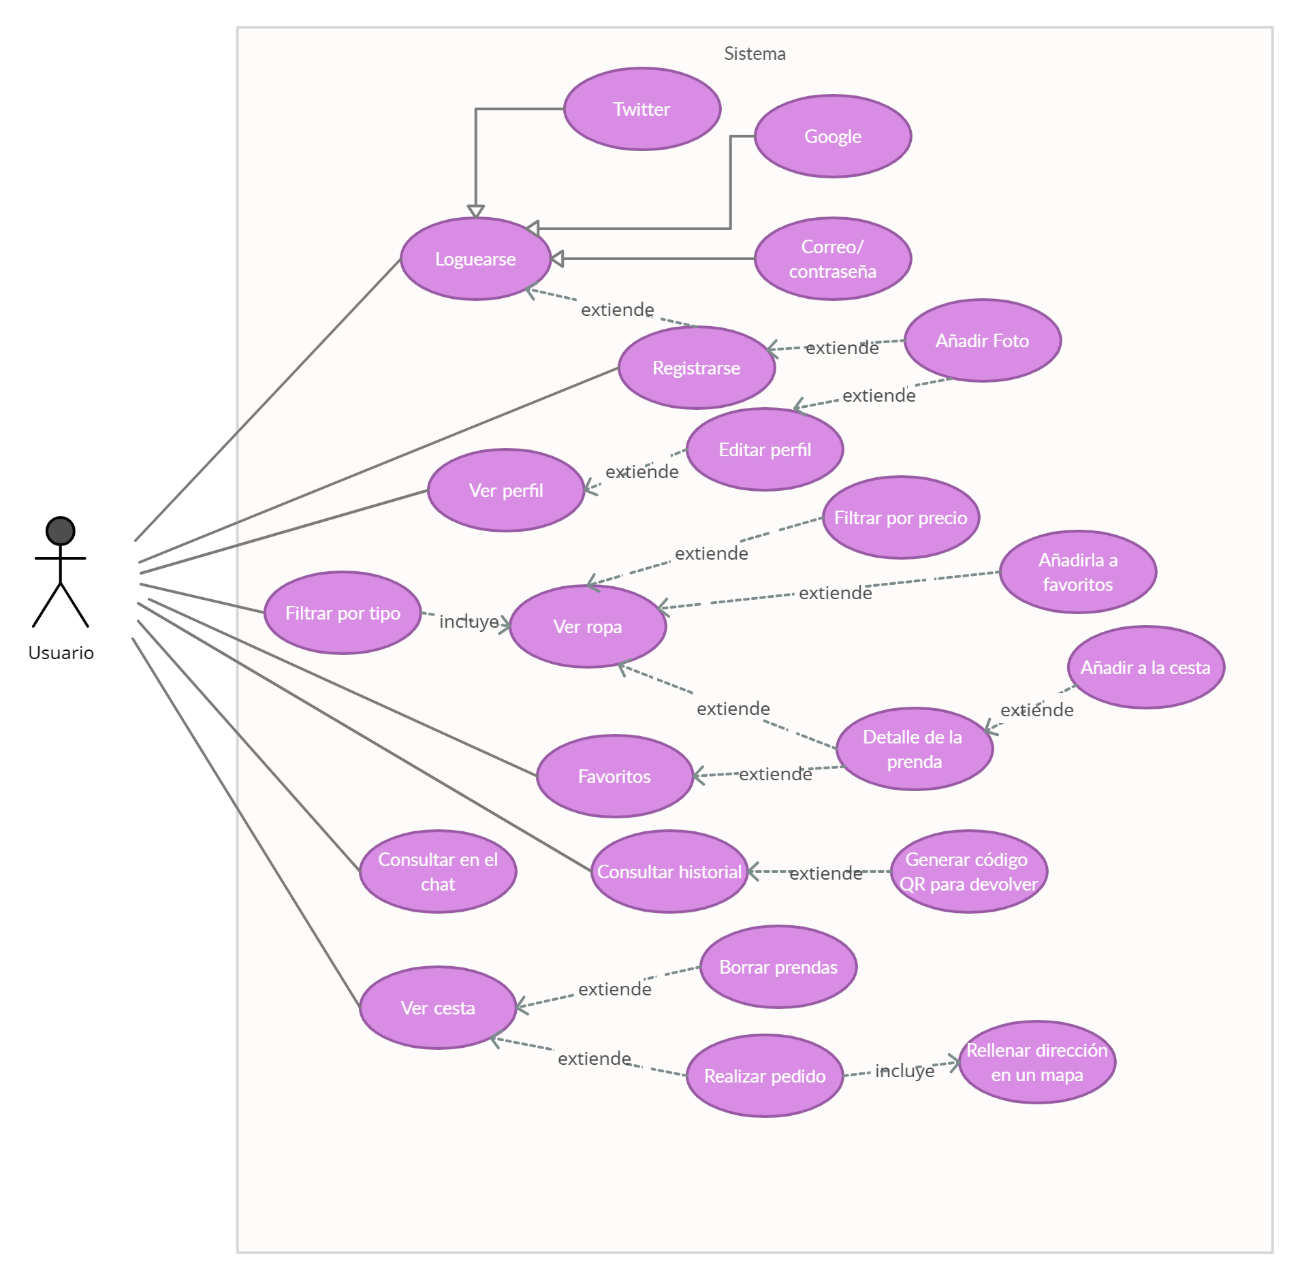 Sistema
Twitter
Google
Loguearse
Correo/
contraseña
extiende
Registrarse
extiende
Añadir Foto
extiende
Editar perfil
extiende
Ver perfil
Filtrar por precio
extiende
Añadirla a
favoritos
extiende
Filtrar por tipo
incluye
Ver ropa
Usuario
Añadir a la cesta
extiende
extiende
Detalle de la
prenda
extiende
Favoritos
Consultar en el
chat
Consultar historial
extiende
Generar código
QR para devolver
Borrar prendas
extiende
Ver cesta
extiende
Realizar pedido
incluye
Rellenar dirección
en un mapa